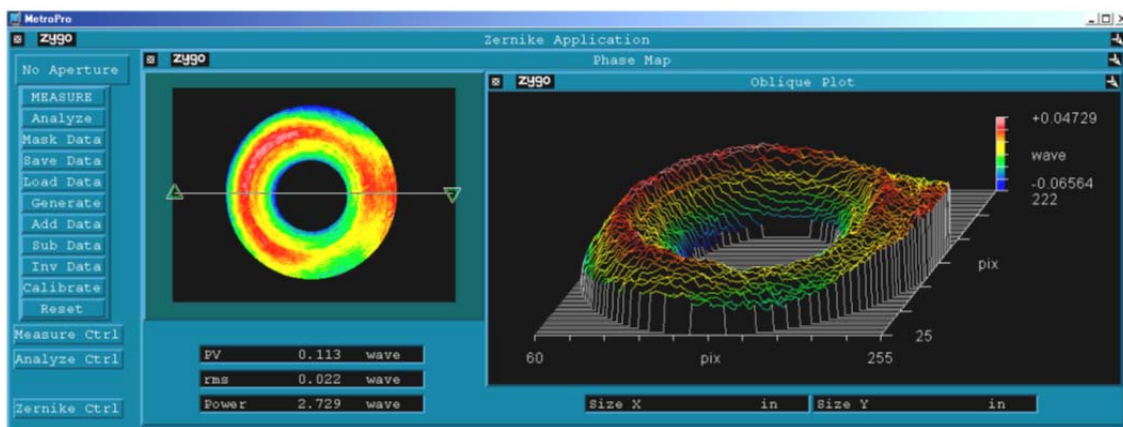 MetroPro
zygo Zernike Application
zygo Phase Map
zygo Oblique Plot
No Aperture
MEASURE
Analyze
Mask Data
Save Data
Load Data
Generate
Add Data
Sub Data
Inv Data
Calibrate
Reset
Measure Ctrl
Analyze Ctrl
Zernike Ctrl
PV 0.113 wave
rms 0.022 wave
Power 2.729 wave
+0.04729
wave
-0.06564
222
pix
25
60 pix 255
Size X in Size Y in